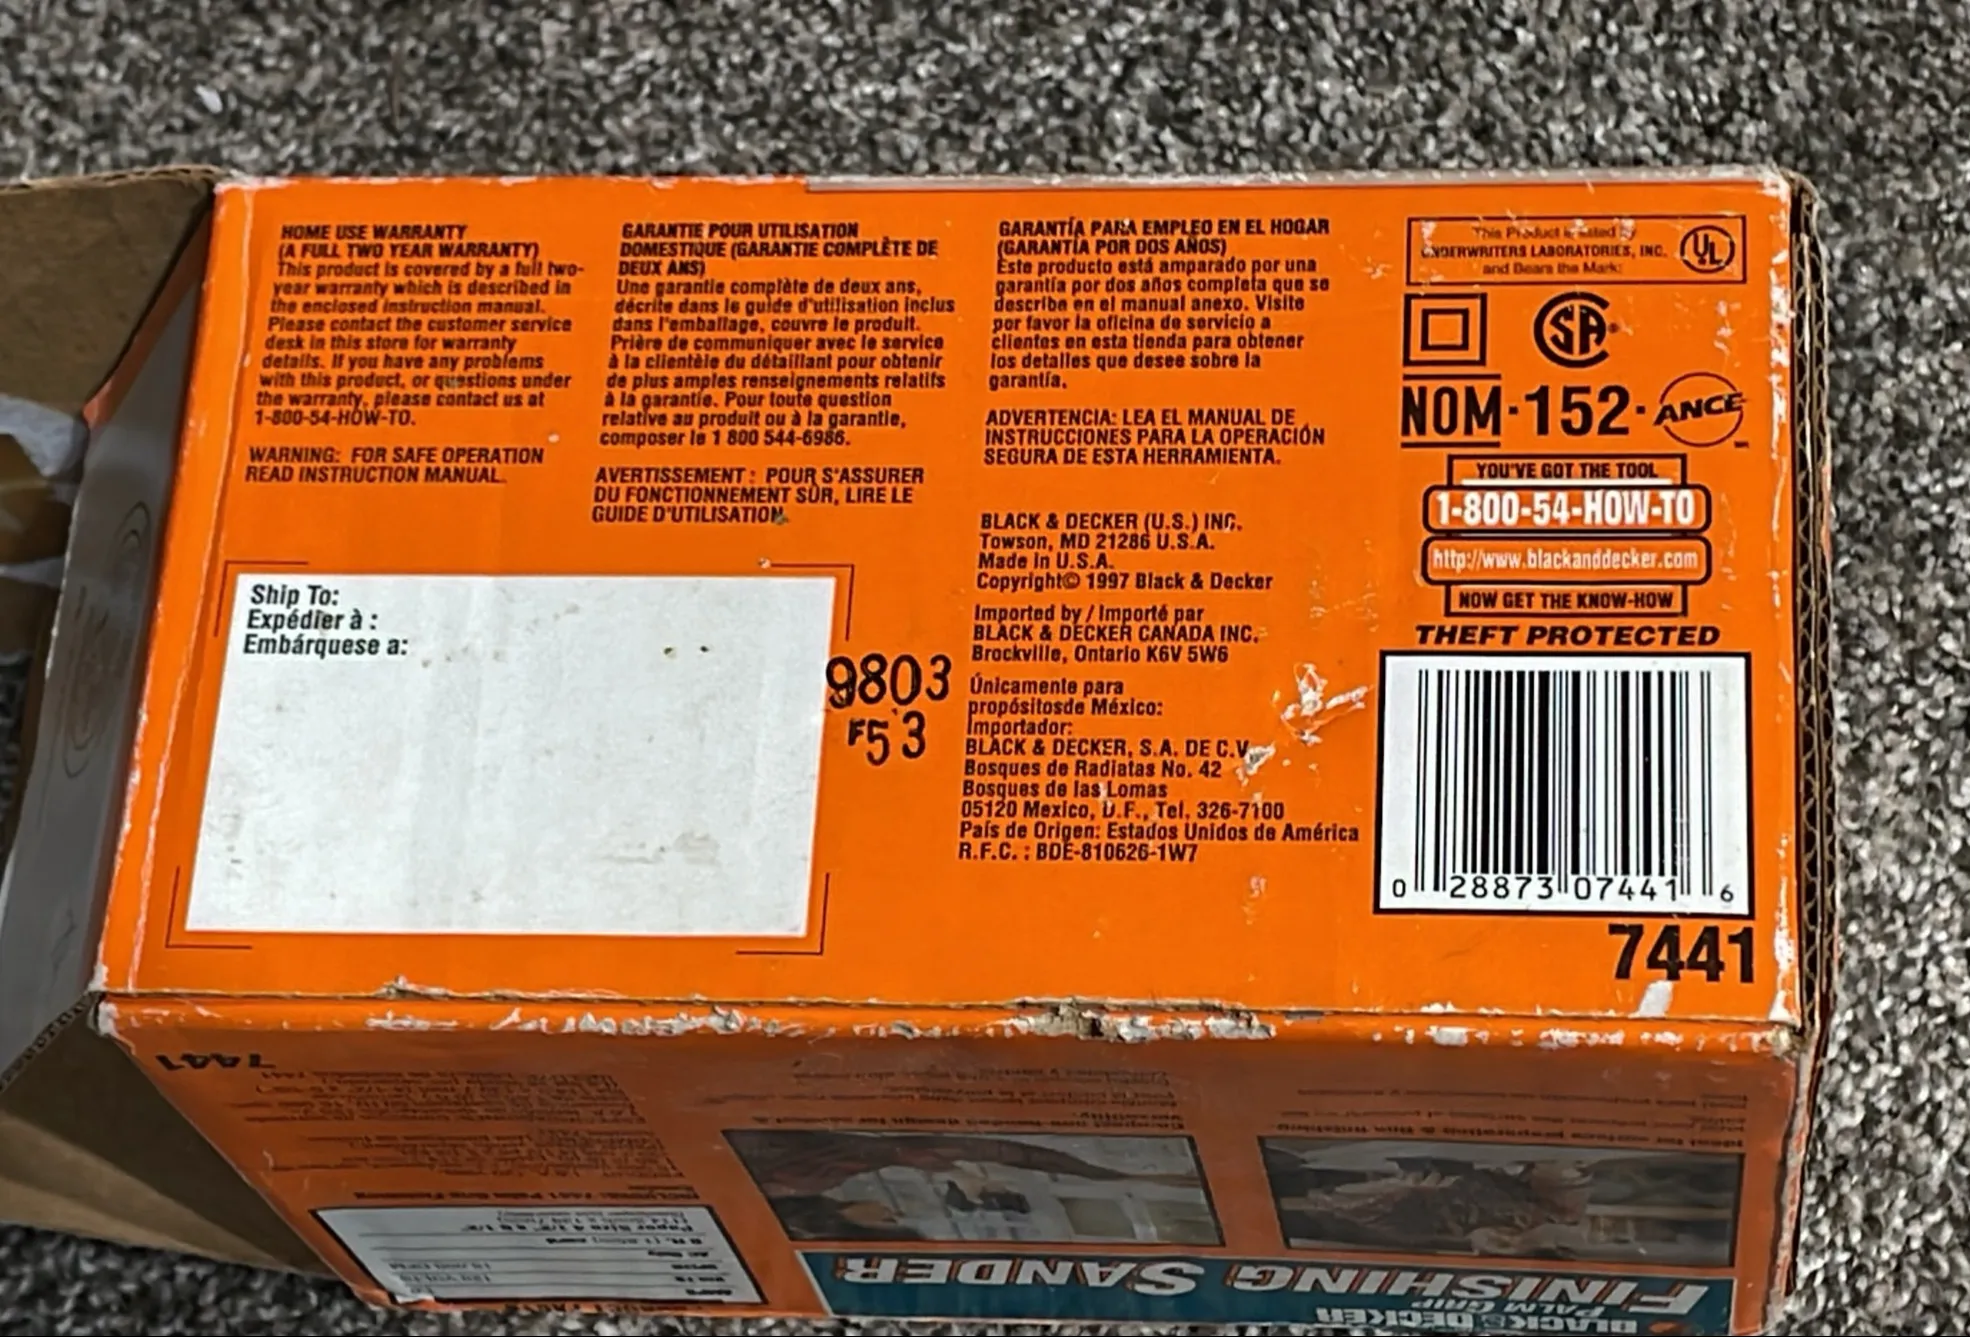 HOME USE WARRANTY
(A FULL TWO YEAR WARRANTY)
This product is covered by a full two-
year warranty which is described in
the enclosed instruction manual.
Please contact the customer service
desk in this store for warranty
details. If you have any problems
with this product, or questions under
the warranty, please contact us at
1-800-54-HOW-TO.
WARNING: FOR SAFE OPERATION
READ INSTRUCTION MANUAL.
GARANTIE POUR UTILISATION
DOMESTIQUE (GARANTIE COMPLÈTE DE
DEUX ANS)
Une garantie complète de deux ans,
décrite dans le guide d'utilisation inclus
dans l'emballage, couvre le produit.
Prière de communiquer avec le service
à la clientèle du détaillant pour obtenir
de plus amples renseignements relatifs
à la garantie. Pour toute question
relative au produit ou à la garantie,
composer le 1 800 544-6986.
AVERTISSEMENT : POUR S'ASSURER
DU FONCTIONNEMENT SÛR, LIRE LE
GUIDE D'UTILISATION.
GARANTÍA PARA EMPLEO EN EL HOGAR
(GARANTÍA POR DOS AÑOS)
Este producto está amparado por una
garantía por dos años completa que se
describe en el manual anexo. Visite
por favor la oficina de servicio a
clientes en esta tienda para obtener
los detalles que desee sobre la
garantía.
ADVERTENCIA: LEA EL MANUAL DE
INSTRUCCIONES PARA LA OPERACIÓN
SEGURA DE ESTA HERRAMIENTA.
BLACK & DECKER (U.S.) INC.
Towson, MD 21286 U.S.A.
Made in U.S.A.
Copyright© 1997 Black & Decker
Imported by / Importé par
BLACK & DECKER CANADA INC.
Brockville, Ontario K6V 5W6
Únicamente para
propósitosde México:
Importador:
BLACK & DECKER, S.A. DE C.V.
Bosques de Radiatas No. 42
Bosques de las Lomas
05120 Mexico, D.F., Tel. 326-7100
País de Origen: Estados Unidos de América
R.F.C. : BDE-810626-1W7
This Product is listed by
UNDERWRITERS LABORATORIES, INC.
and Bears the Mark:
UL
SA
NOM-152-ANCE
YOU'VE GOT THE TOOL
1-800-54-HOW-TO
http://www.blackanddecker.com
NOW GET THE KNOW-HOW
THEFT PROTECTED
0 28873 07441 6
7441
Ship To:
Expédier à :
Embárquese a:
9803
F53
7441
BLACK & DECKER
PALM GRIP
FINISHING SANDER